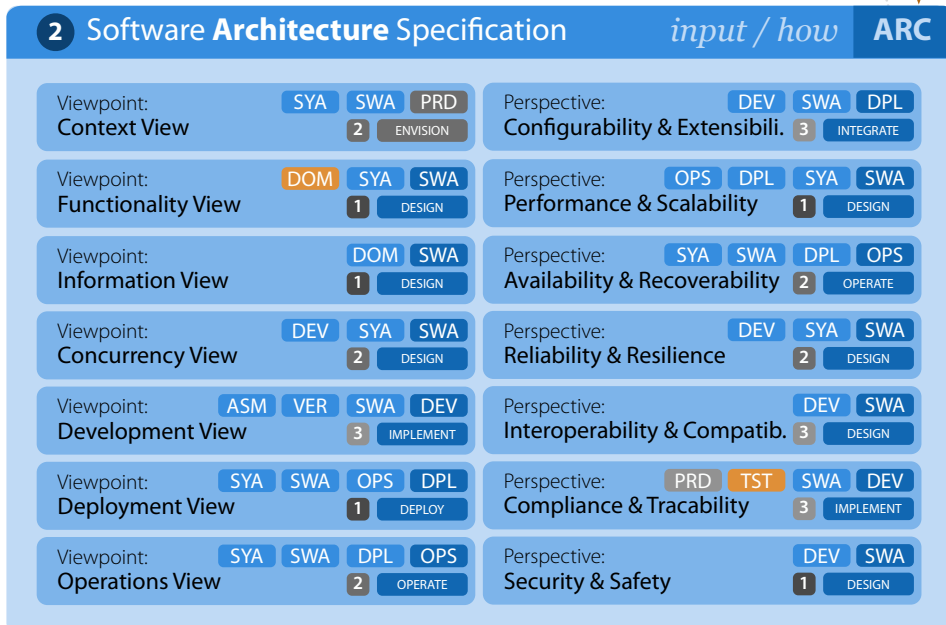 2 Software Architecture Specification input / how ARC
Viewpoint: SYA SWA PRD
Context View 2 ENVISION
Viewpoint: DOM SYA SWA
Functionality View 1 DESIGN
Viewpoint: DOM SWA
Information View 1 DESIGN
Viewpoint: DEV SYA SWA
Concurrency View 2 DESIGN
Viewpoint: ASM VER SWA DEV
Development View 3 IMPLEMENT
Viewpoint: SYA SWA OPS DPL
Deployment View 1 DEPLOY
Viewpoint: SYA SWA DPL OPS
Operations View 2 OPERATE
Perspective: DEV SWA DPL
Configurability & Extensibili. 3 INTEGRATE
Perspective: OPS DPL SYA SWA
Performance & Scalability 1 DESIGN
Perspective: SYA SWA DPL OPS
Availability & Recoverability 2 OPERATE
Perspective: DEV SYA SWA
Reliability & Resilience 2 DESIGN
Perspective: DEV SWA
Interoperability & Compatib. 3 DESIGN
Perspective: PRD TST SWA DEV
Compliance & Tracability 3 IMPLEMENT
Perspective: DEV SWA
Security & Safety 1 DESIGN